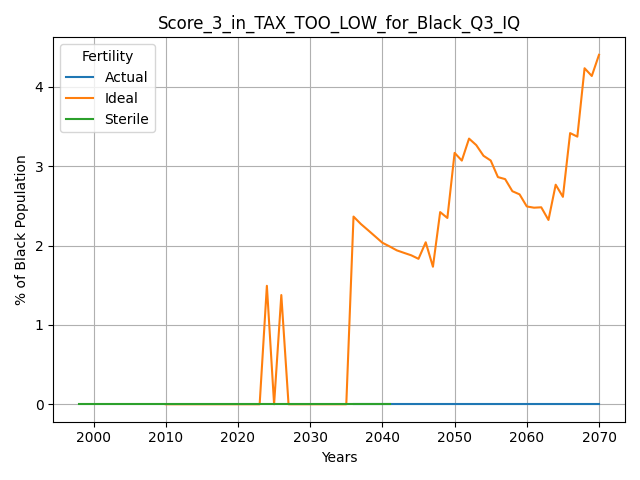 Score_3_in_TAX_TOO_LOW_for_Black_Q3_IQ
Fertility
Actual
Ideal
Sterile
% of Black Population
4
3
2
1
0
2000 2010 2020 2030 2040 2050 2060 2070
Years